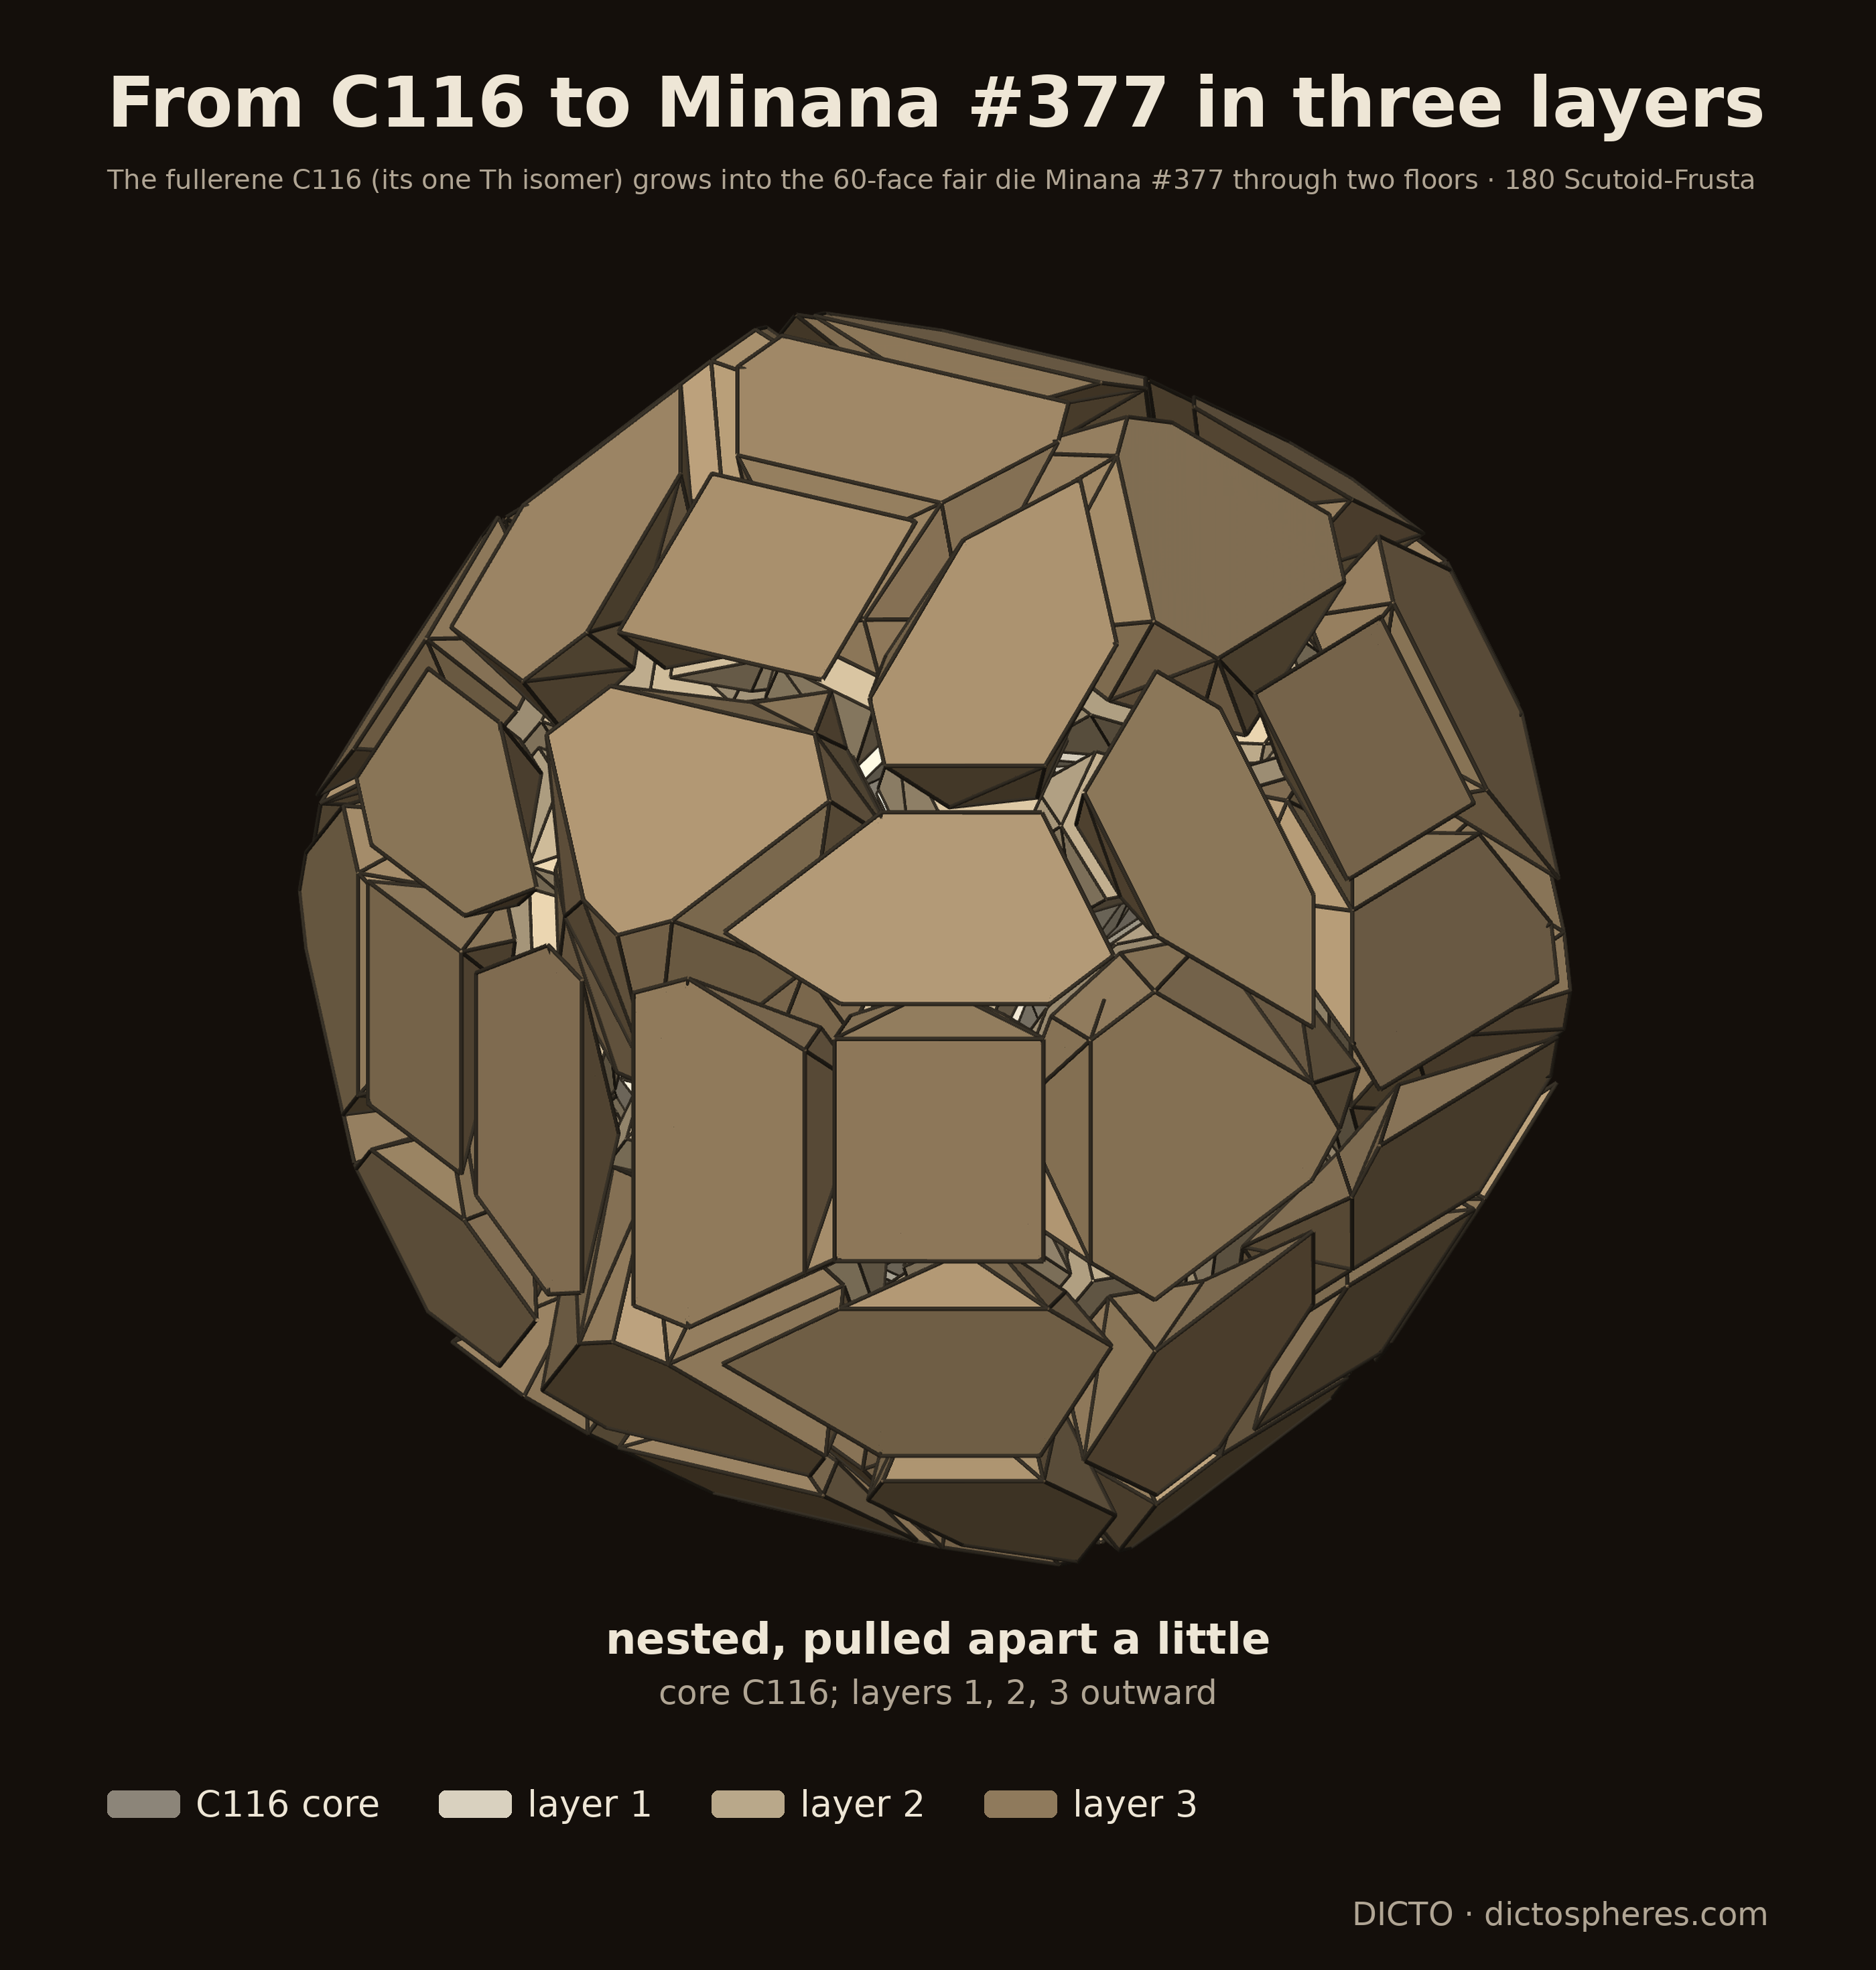 From C116 to Minana #377 in three layers
The fullerene C116 (its one Th isomer) grows into the 60-face fair die Minana #377 through two floors · 180 Scutoid-Frusta
nested, pulled apart a little
core C116; layers 1, 2, 3 outward
C116 core layer 1 layer 2 layer 3
DICTO · dictospheres.com